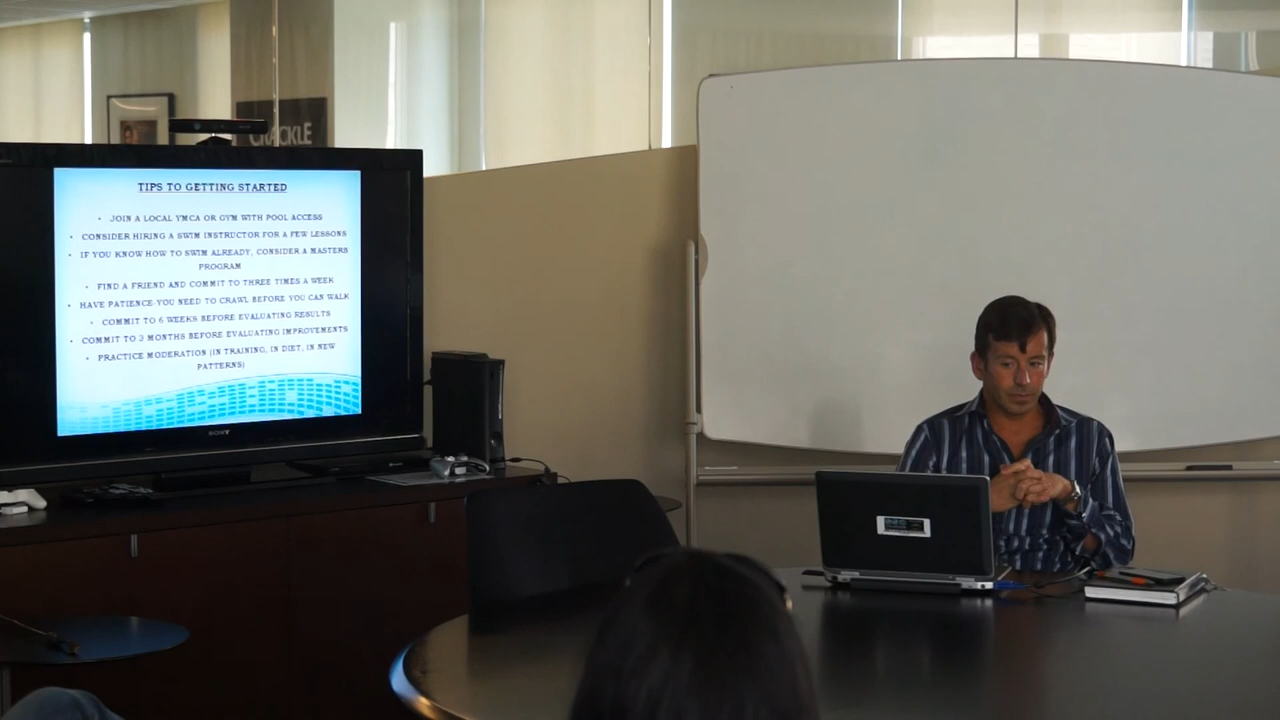 CRACKLE
TIPS TO GETTING STARTED
• JOIN A LOCAL YMCA OR GYM WITH POOL ACCESS
• CONSIDER HIRING A SWIM INSTRUCTOR FOR A FEW LESSONS
• IF YOU KNOW HOW TO SWIM ALREADY, CONSIDER A MASTERS
PROGRAM
• FIND A FRIEND AND COMMIT TO THREE TIMES A WEEK
• HAVE PATIENCE-YOU NEED TO CRAWL BEFORE YOU CAN WALK
• COMMIT TO 6 WEEKS BEFORE EVALUATING RESULTS
• COMMIT TO 3 MONTHS BEFORE EVALUATING IMPROVEMENTS
• PRACTICE MODERATION (IN TRAINING, IN DIET, IN NEW
PATTERNS)
SONY